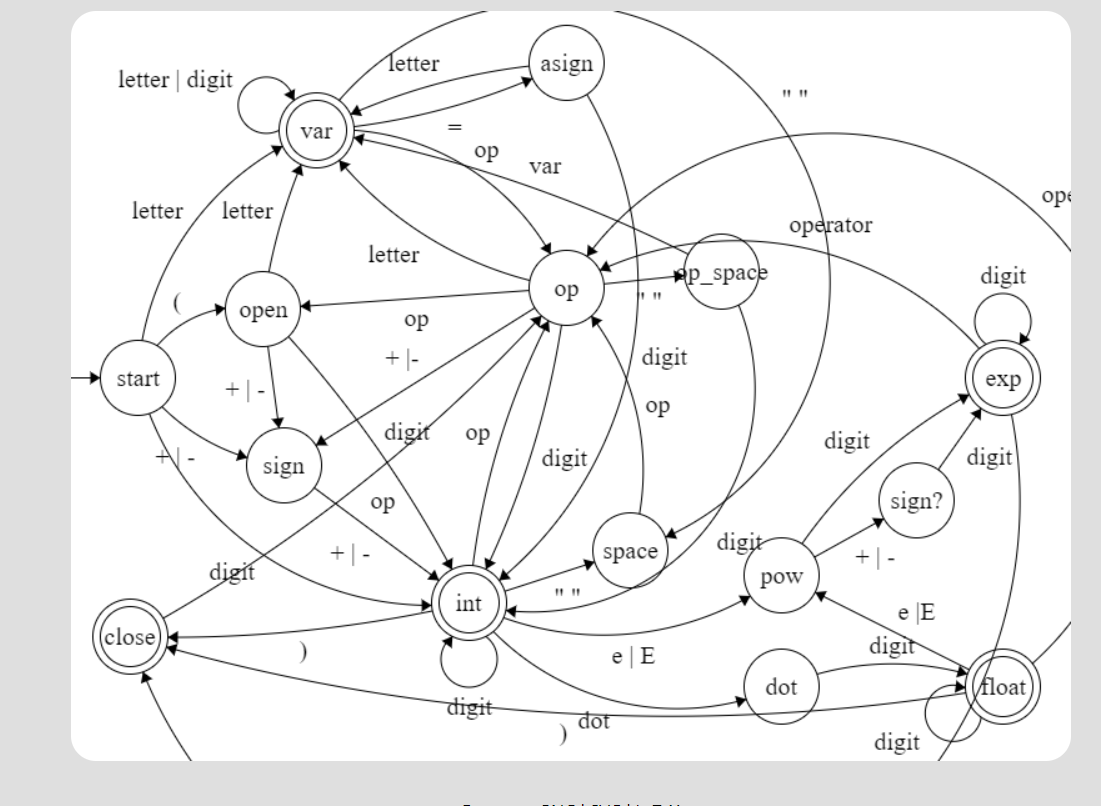 letter
asign
letter | digit
" "
var
=
op
var
letter
letter
operator
letter
op_space
digit
(
open
op
" "
op
+ |-
digit
start
exp
+ | -
op
digit
op
digit
+ | -
sign
digit
digit
sign?
op
+ | -
space
digit
pow
+ | -
digit
" "
int
e |E
close
)
e | E
digit
dot
float
digit
dot
)
digit